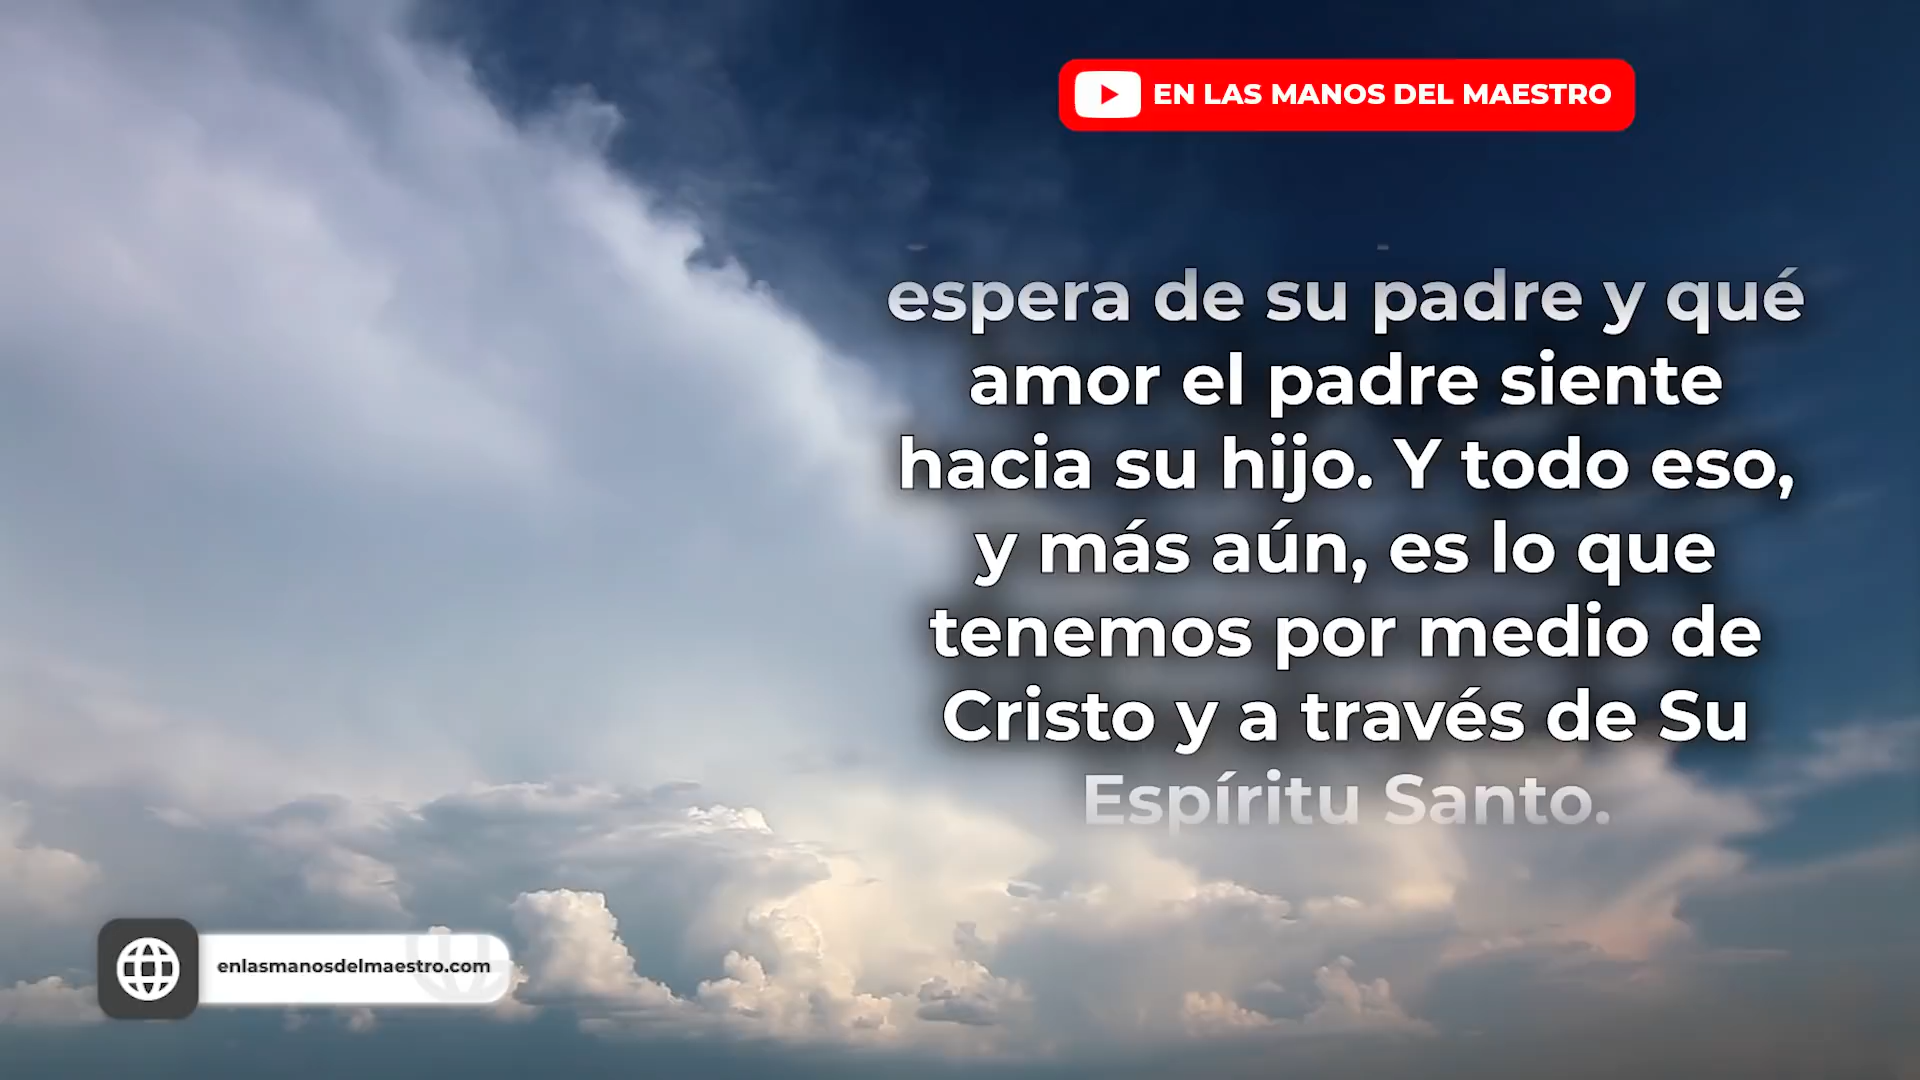 EN LAS MANOS DEL MAESTRO
espera de su padre y qué
amor el padre siente
hacia su hijo. Y todo eso,
y más aún, es lo que
tenemos por medio de
Cristo y a través de Su
Espíritu Santo.
enlasmanosdelmaestro.com